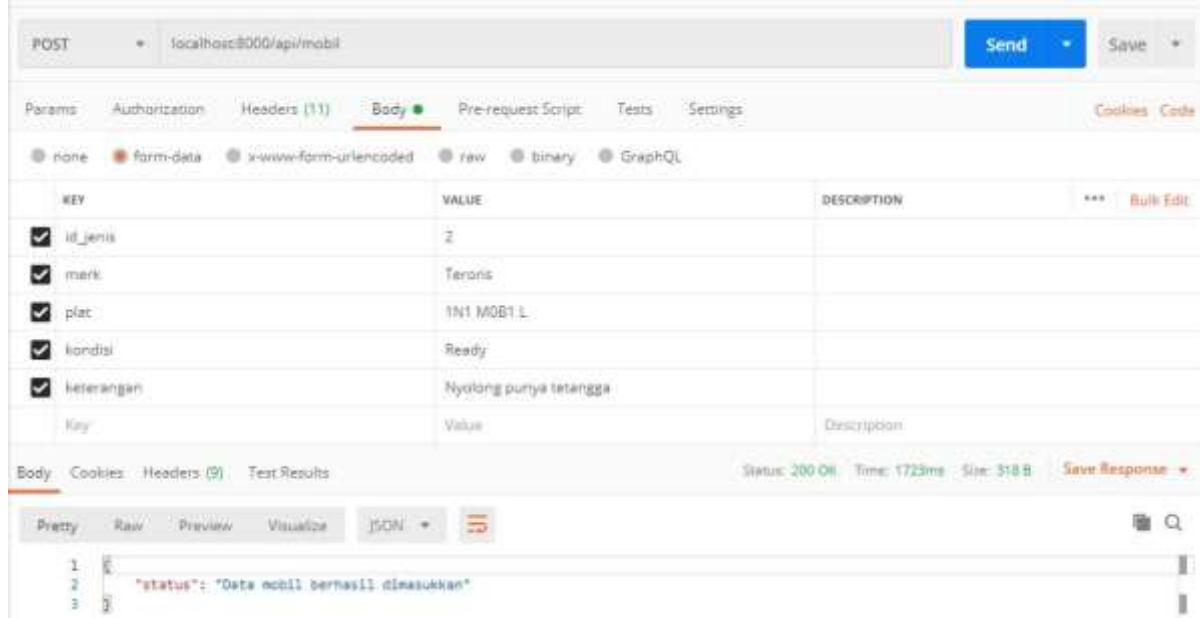 POST localhost:8000/api/mobil Send Save
Params Authorization Headers (11) Body Pre-request Script Tests Settings Cookies Code
none form-data x-www-form-urlencoded raw binary GraphQL
KEY VALUE DESCRIPTION ••• Bulk Edit
id_jenis 2
merk Teroris
plat 1N1 M0B1 L
kondisi Ready
keterangan Nyolong punya tetangga
Key Value Description
Body Cookies Headers (9) Test Results Status: 200 OK Time: 1723ms Size: 318 B Save Response
Pretty Raw Preview Visualize JSON
1 {
2 "status": "Data mobil berhasil dimasukkan"
3 }